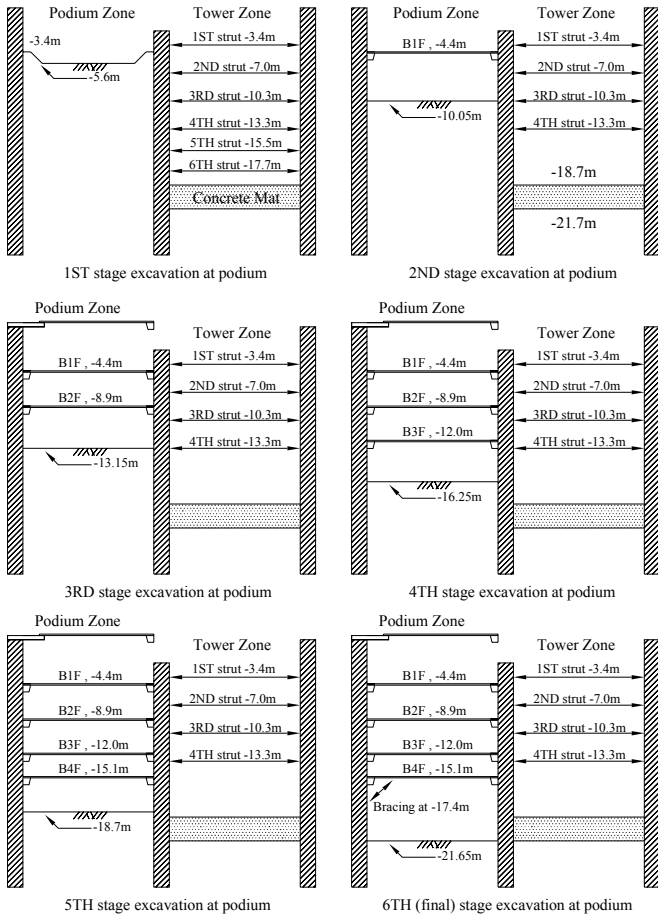 Podium Zone
Tower Zone
-3.4m
-5.6m
1ST strut -3.4m
2ND strut -7.0m
3RD strut -10.3m
4TH strut -13.3m
5TH strut -15.5m
6TH strut -17.7m
Concrete Mat
1ST stage excavation at podium
Podium Zone
Tower Zone
B1F , -4.4m
-10.05m
1ST strut -3.4m
2ND strut -7.0m
3RD strut -10.3m
4TH strut -13.3m
-18.7m
-21.7m
2ND stage excavation at podium
Podium Zone
Tower Zone
B1F , -4.4m
B2F , -8.9m
-13.15m
1ST strut -3.4m
2ND strut -7.0m
3RD strut -10.3m
4TH strut -13.3m
3RD stage excavation at podium
Podium Zone
Tower Zone
B1F , -4.4m
B2F , -8.9m
B3F , -12.0m
-16.25m
1ST strut -3.4m
2ND strut -7.0m
3RD strut -10.3m
4TH strut -13.3m
4TH stage excavation at podium
Podium Zone
Tower Zone
B1F , -4.4m
B2F , -8.9m
B3F , -12.0m
B4F , -15.1m
-18.7m
1ST strut -3.4m
2ND strut -7.0m
3RD strut -10.3m
4TH strut -13.3m
5TH stage excavation at podium
Podium Zone
Tower Zone
B1F , -4.4m
B2F , -8.9m
B3F , -12.0m
B4F , -15.1m
Bracing at -17.4m
-21.65m
1ST strut -3.4m
2ND strut -7.0m
3RD strut -10.3m
4TH strut -13.3m
6TH (final) stage excavation at podium